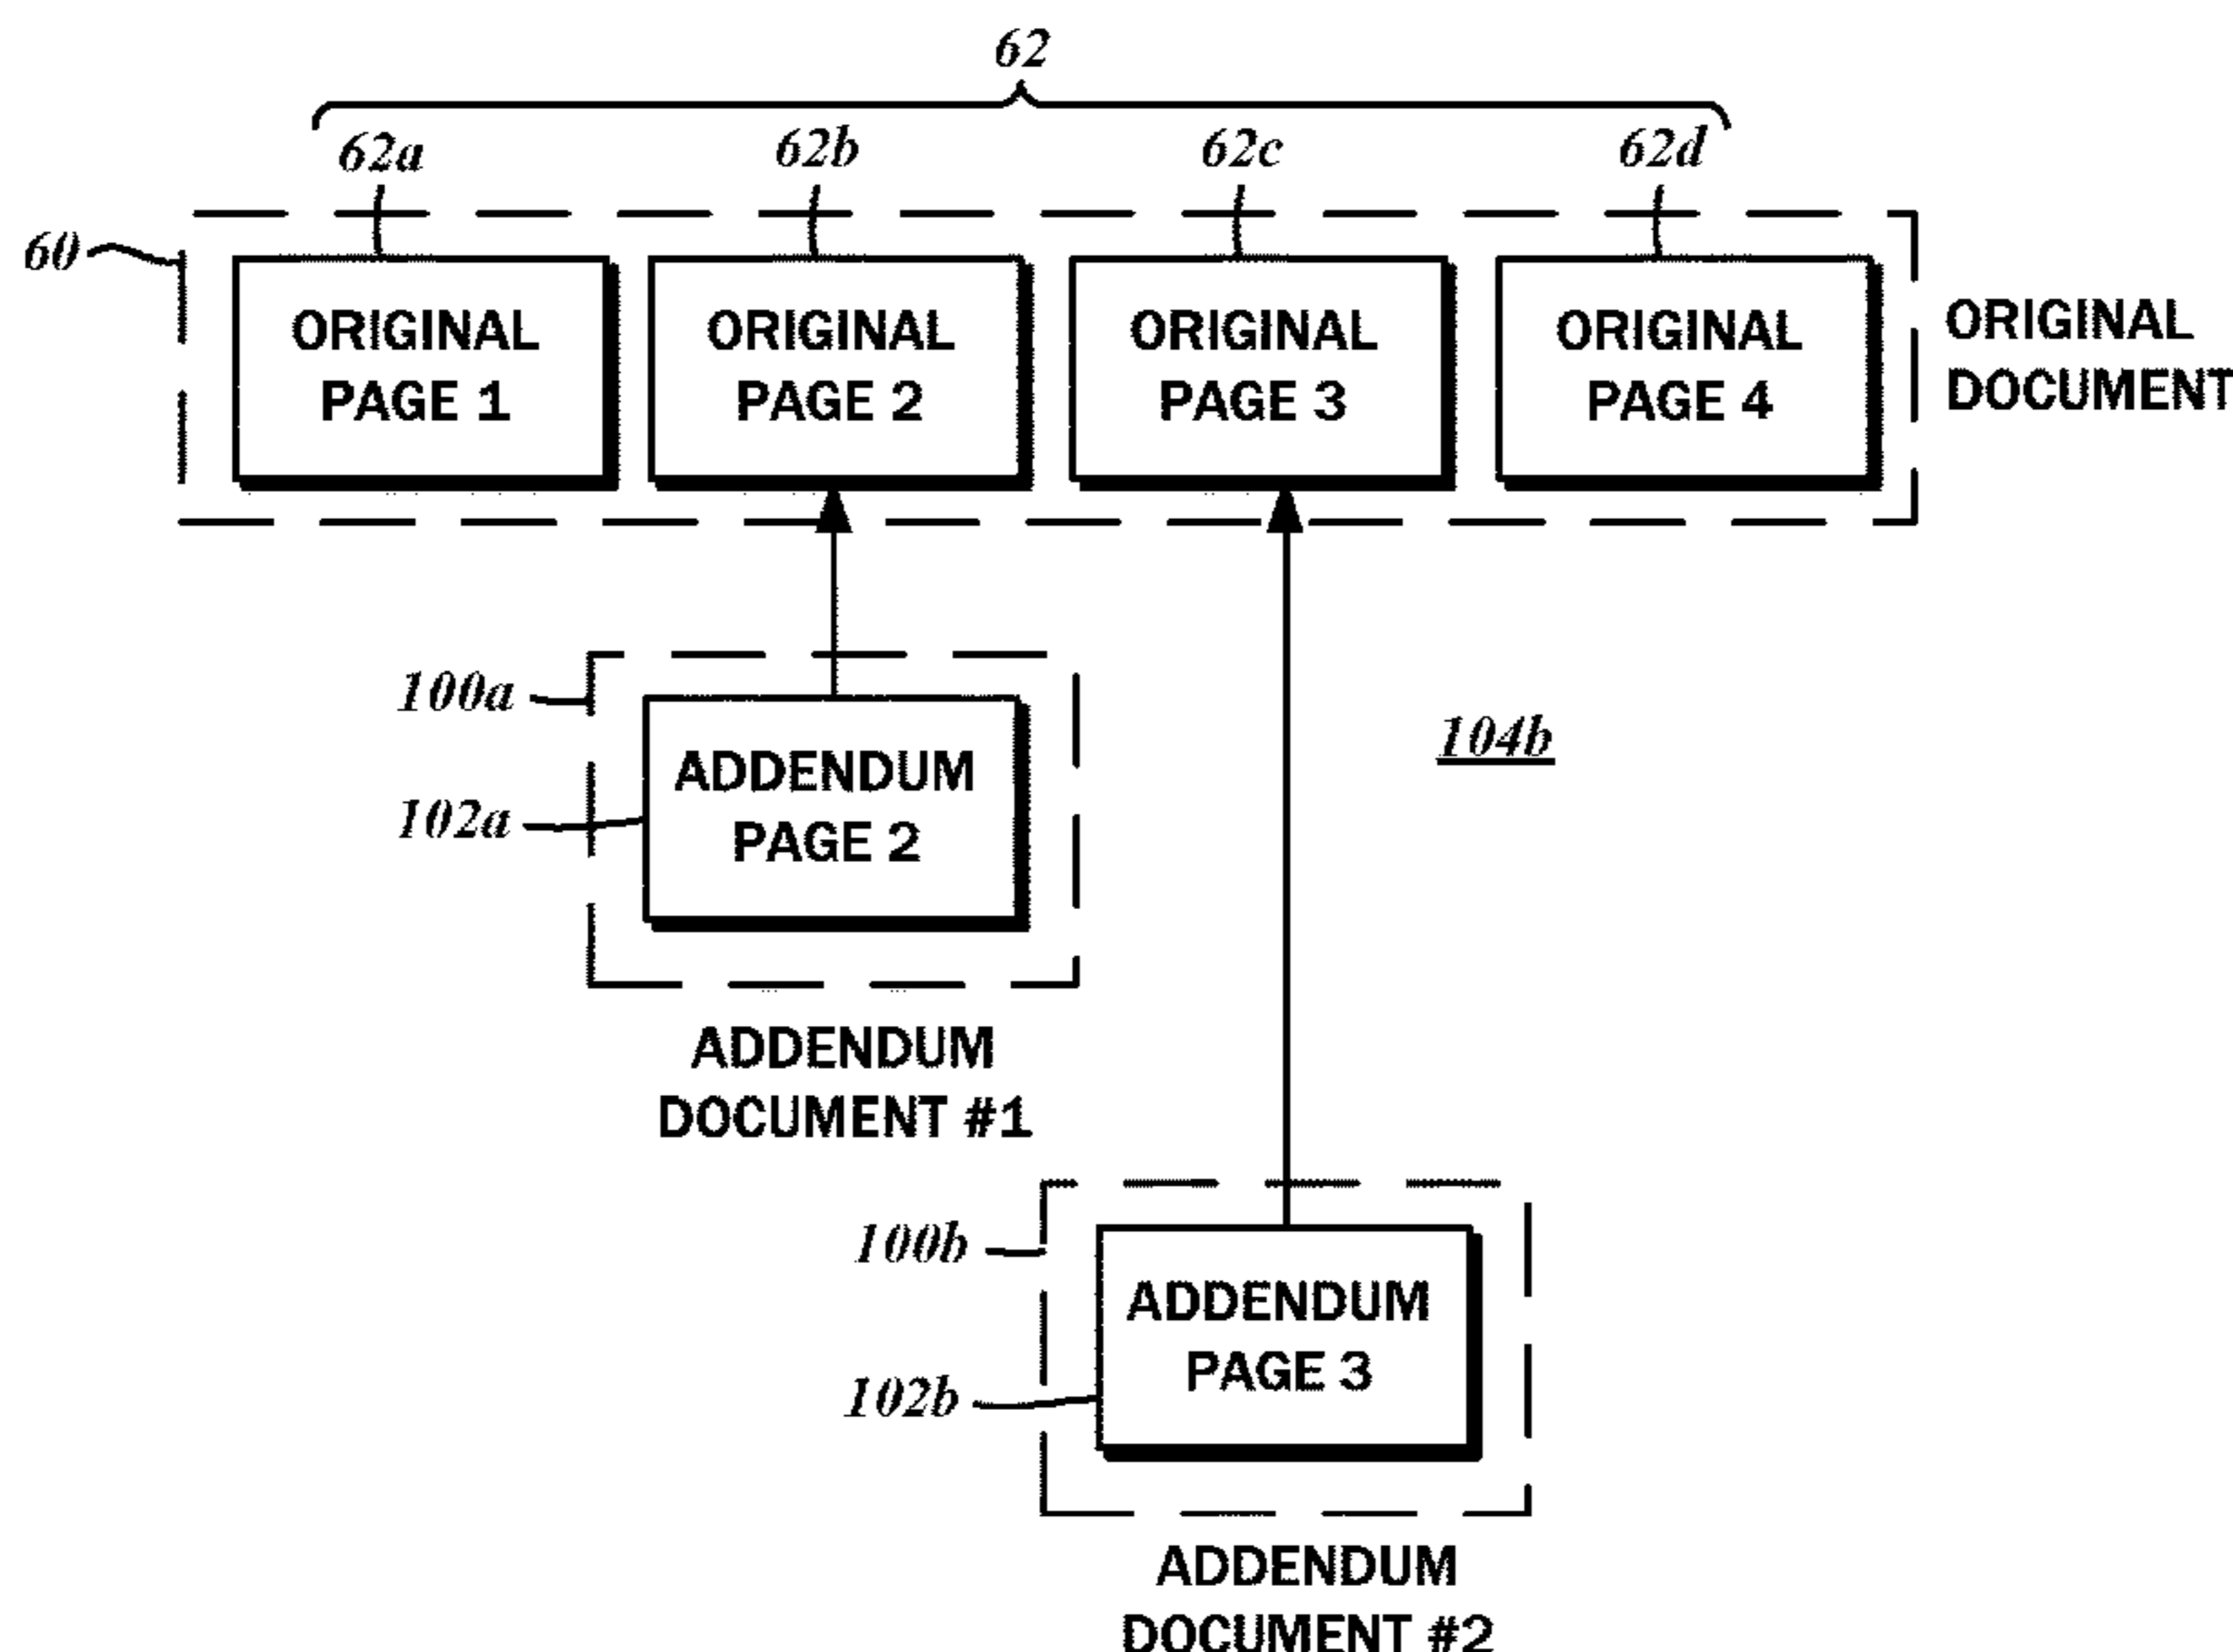 62
62a
62b
62c
62d
60
ORIGINAL
PAGE 1
ORIGINAL
PAGE 2
ORIGINAL
PAGE 3
ORIGINAL
PAGE 4
ORIGINAL
DOCUMENT
100a
102a
ADDENDUM
PAGE 2
104b
ADDENDUM
DOCUMENT #1
100b
102b
ADDENDUM
PAGE 3
ADDENDUM
DOCUMENT #2